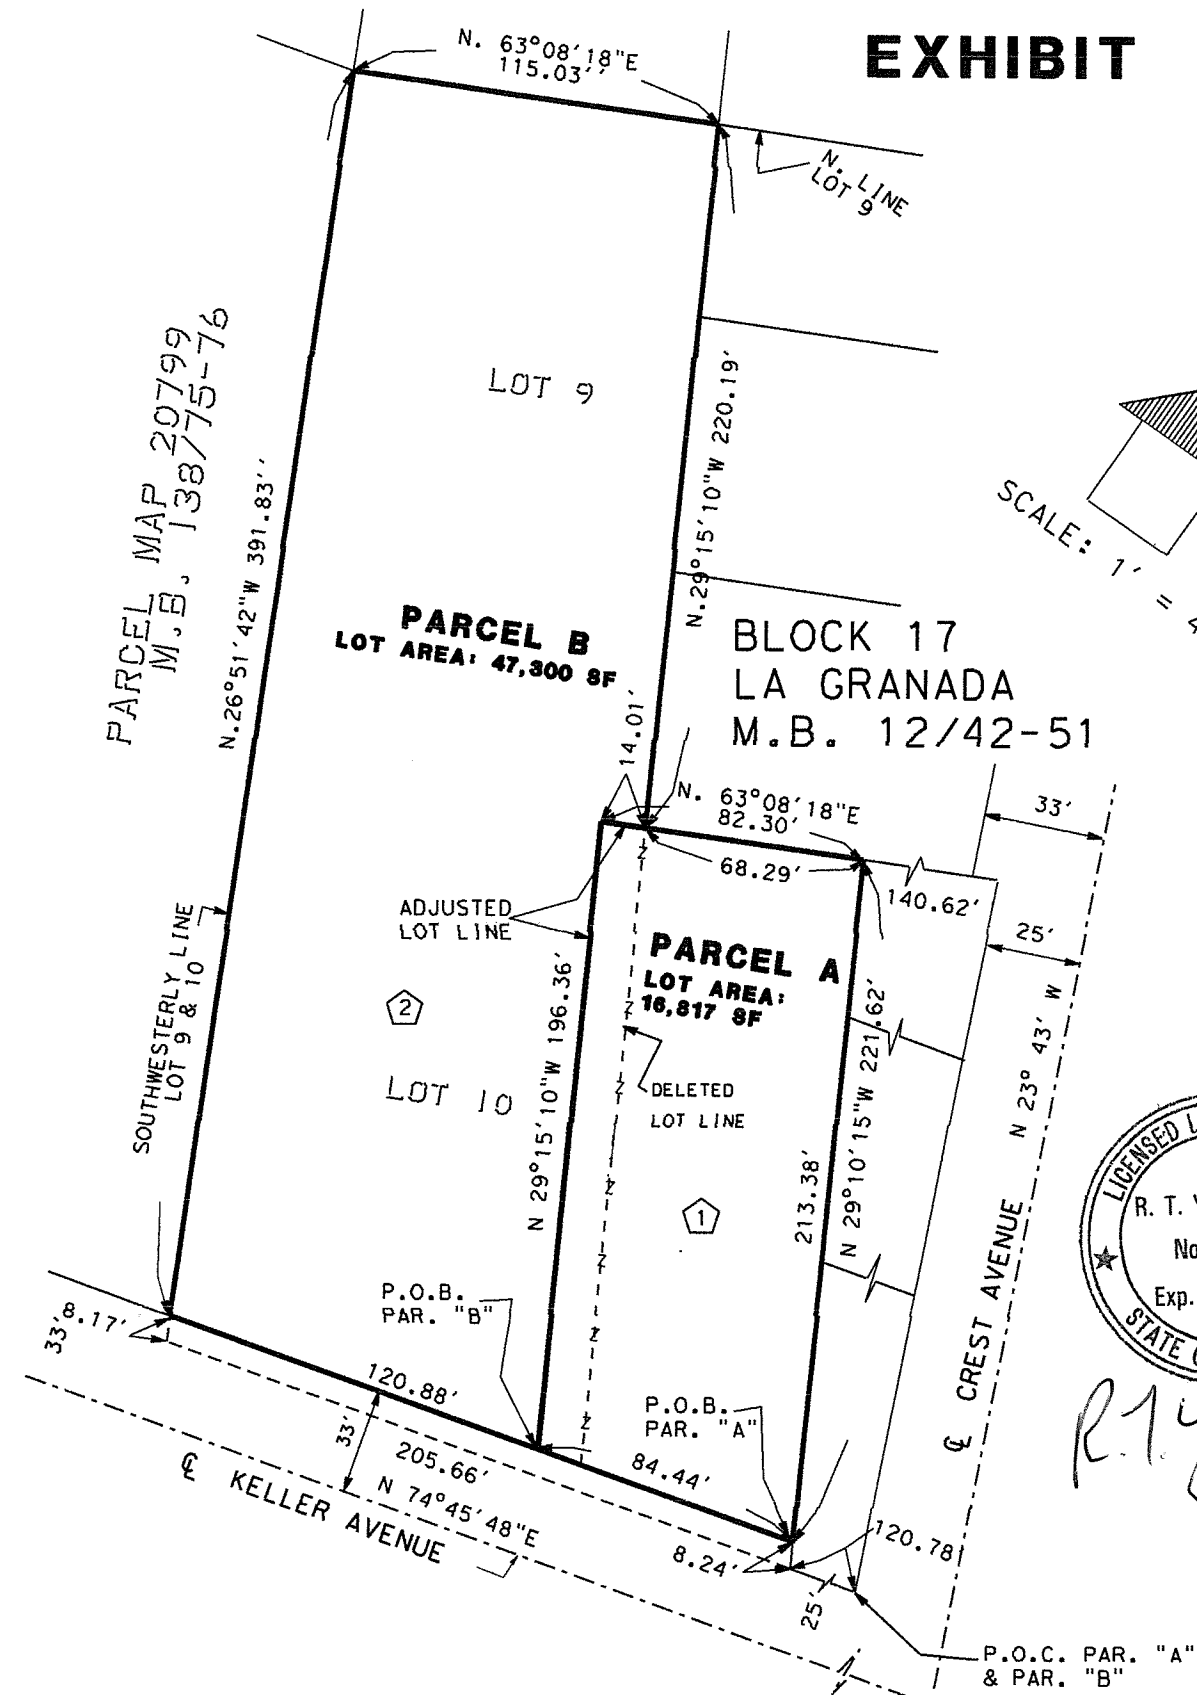 EXHIBIT
N. 63°08'18"E
115.03''
N. LINE
LOT 9
PARCEL MAP 20799
M.B. 138/75-76
LOT 9
N.29°15'10"W 220.19'
SCALE: 1' =
N.26°51'42"W 391.83''
PARCEL B
LOT AREA: 47,300 SF
BLOCK 17
LA GRANADA
M.B. 12/42-51
14.01'
N. 63°08'18"E
82.30'
68.29'
33'
140.62'
25'
ADJUSTED
LOT LINE
PARCEL A
LOT AREA:
16,817 SF
SOUTHWESTERLY LINE
LOT 9 & 10
2
LOT 10
N 29°15'10"W 196.36'
DELETED
LOT LINE
1
213.38'
N 29°10'15"W 221.62'
N 23° 43' W
CREST AVENUE
℄
LICENSED L
R. T.
No
Exp.
STATE
P.O.B.
PAR. "B"
8.17'
33'
120.88'
33'
205.66'
N 74°45'48"E
℄ KELLER AVENUE
P.O.B.
PAR. "A"
84.44'
8.24'
120.78'
25'
P.O.C. PAR. "A"
& PAR. "B"
Z
Z
Z
Z
Z
Z
Z